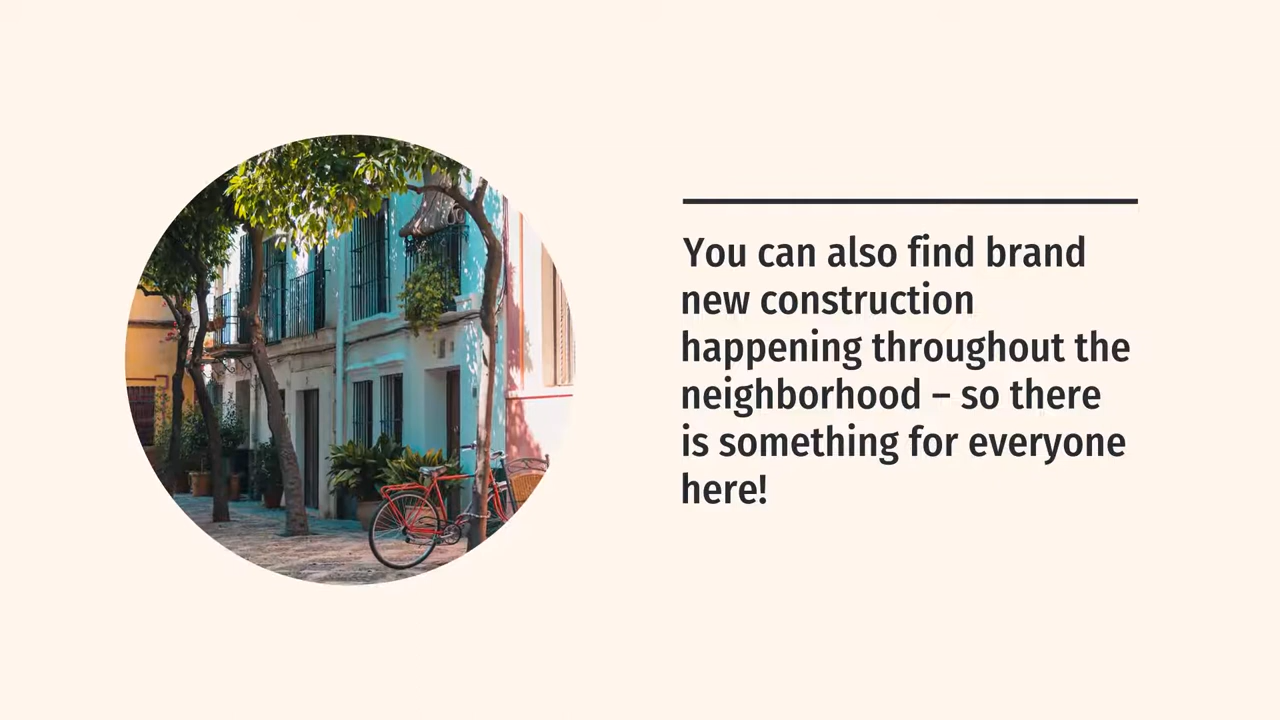 You can also find brand
new construction
happening throughout the
neighborhood – so there
is something for everyone
here!